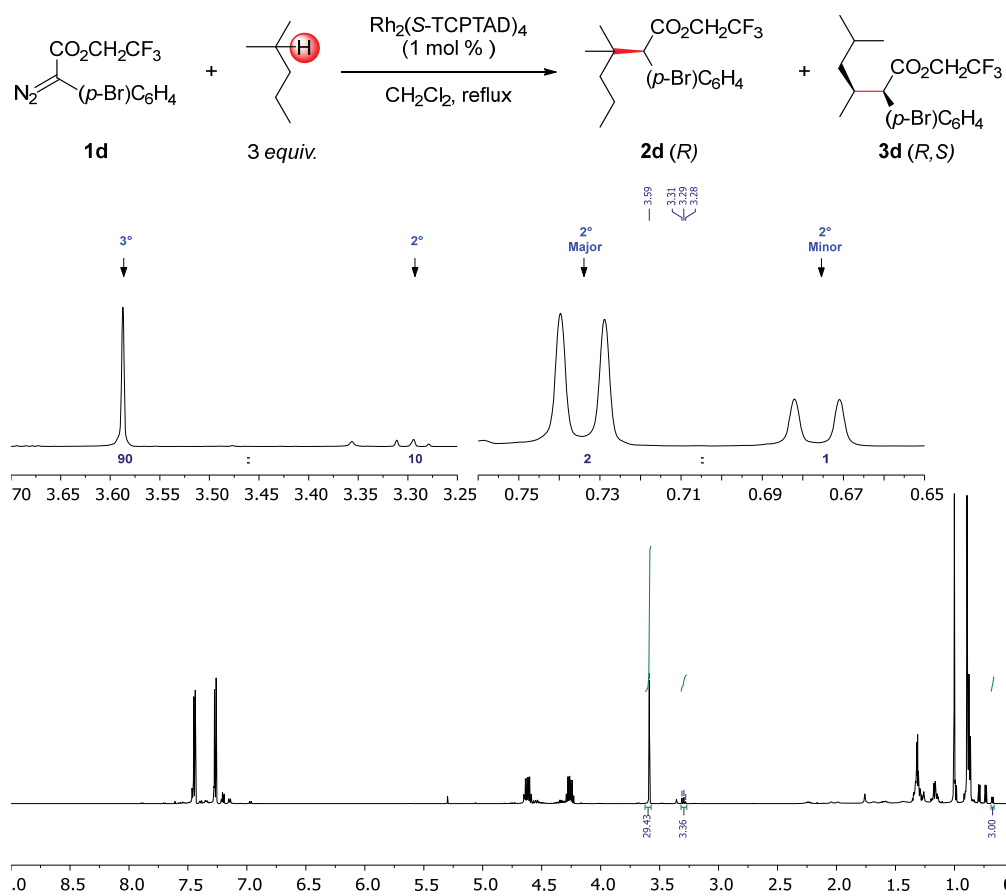 Rh2(S-TCPTAD)4
(1 mol % )
CH2Cl2, reflux
CO2CH2CF3
N2
(p-Br)C6H4
1d
+
H
3 equiv.
CO2CH2CF3
(p-Br)C6H4
2d (R)
+
CO2CH2CF3
(p-Br)C6H4
3d (R,S)
3.59
3.31
3.29
3.28
3°
2°
2°
Major
2°
Minor
90 : 10
2 : 1
70 3.65 3.60 3.55 3.50 3.45 3.40 3.35 3.30 3.25
0.75 0.73 0.71 0.69 0.67 0.65
29.43
3.36
3.00
.0 8.5 8.0 7.5 7.0 6.5 6.0 5.5 5.0 4.5 4.0 3.5 3.0 2.5 2.0 1.5 1.0